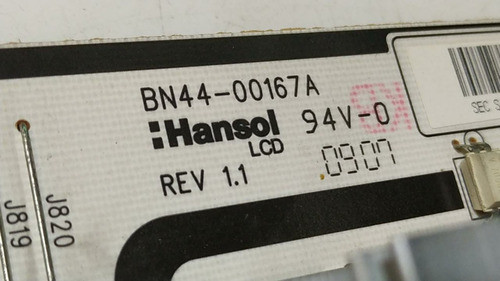 BN44-00167A
Hansol 94V-0
LCD 0907
REV 1.1
SEC
J820
J819